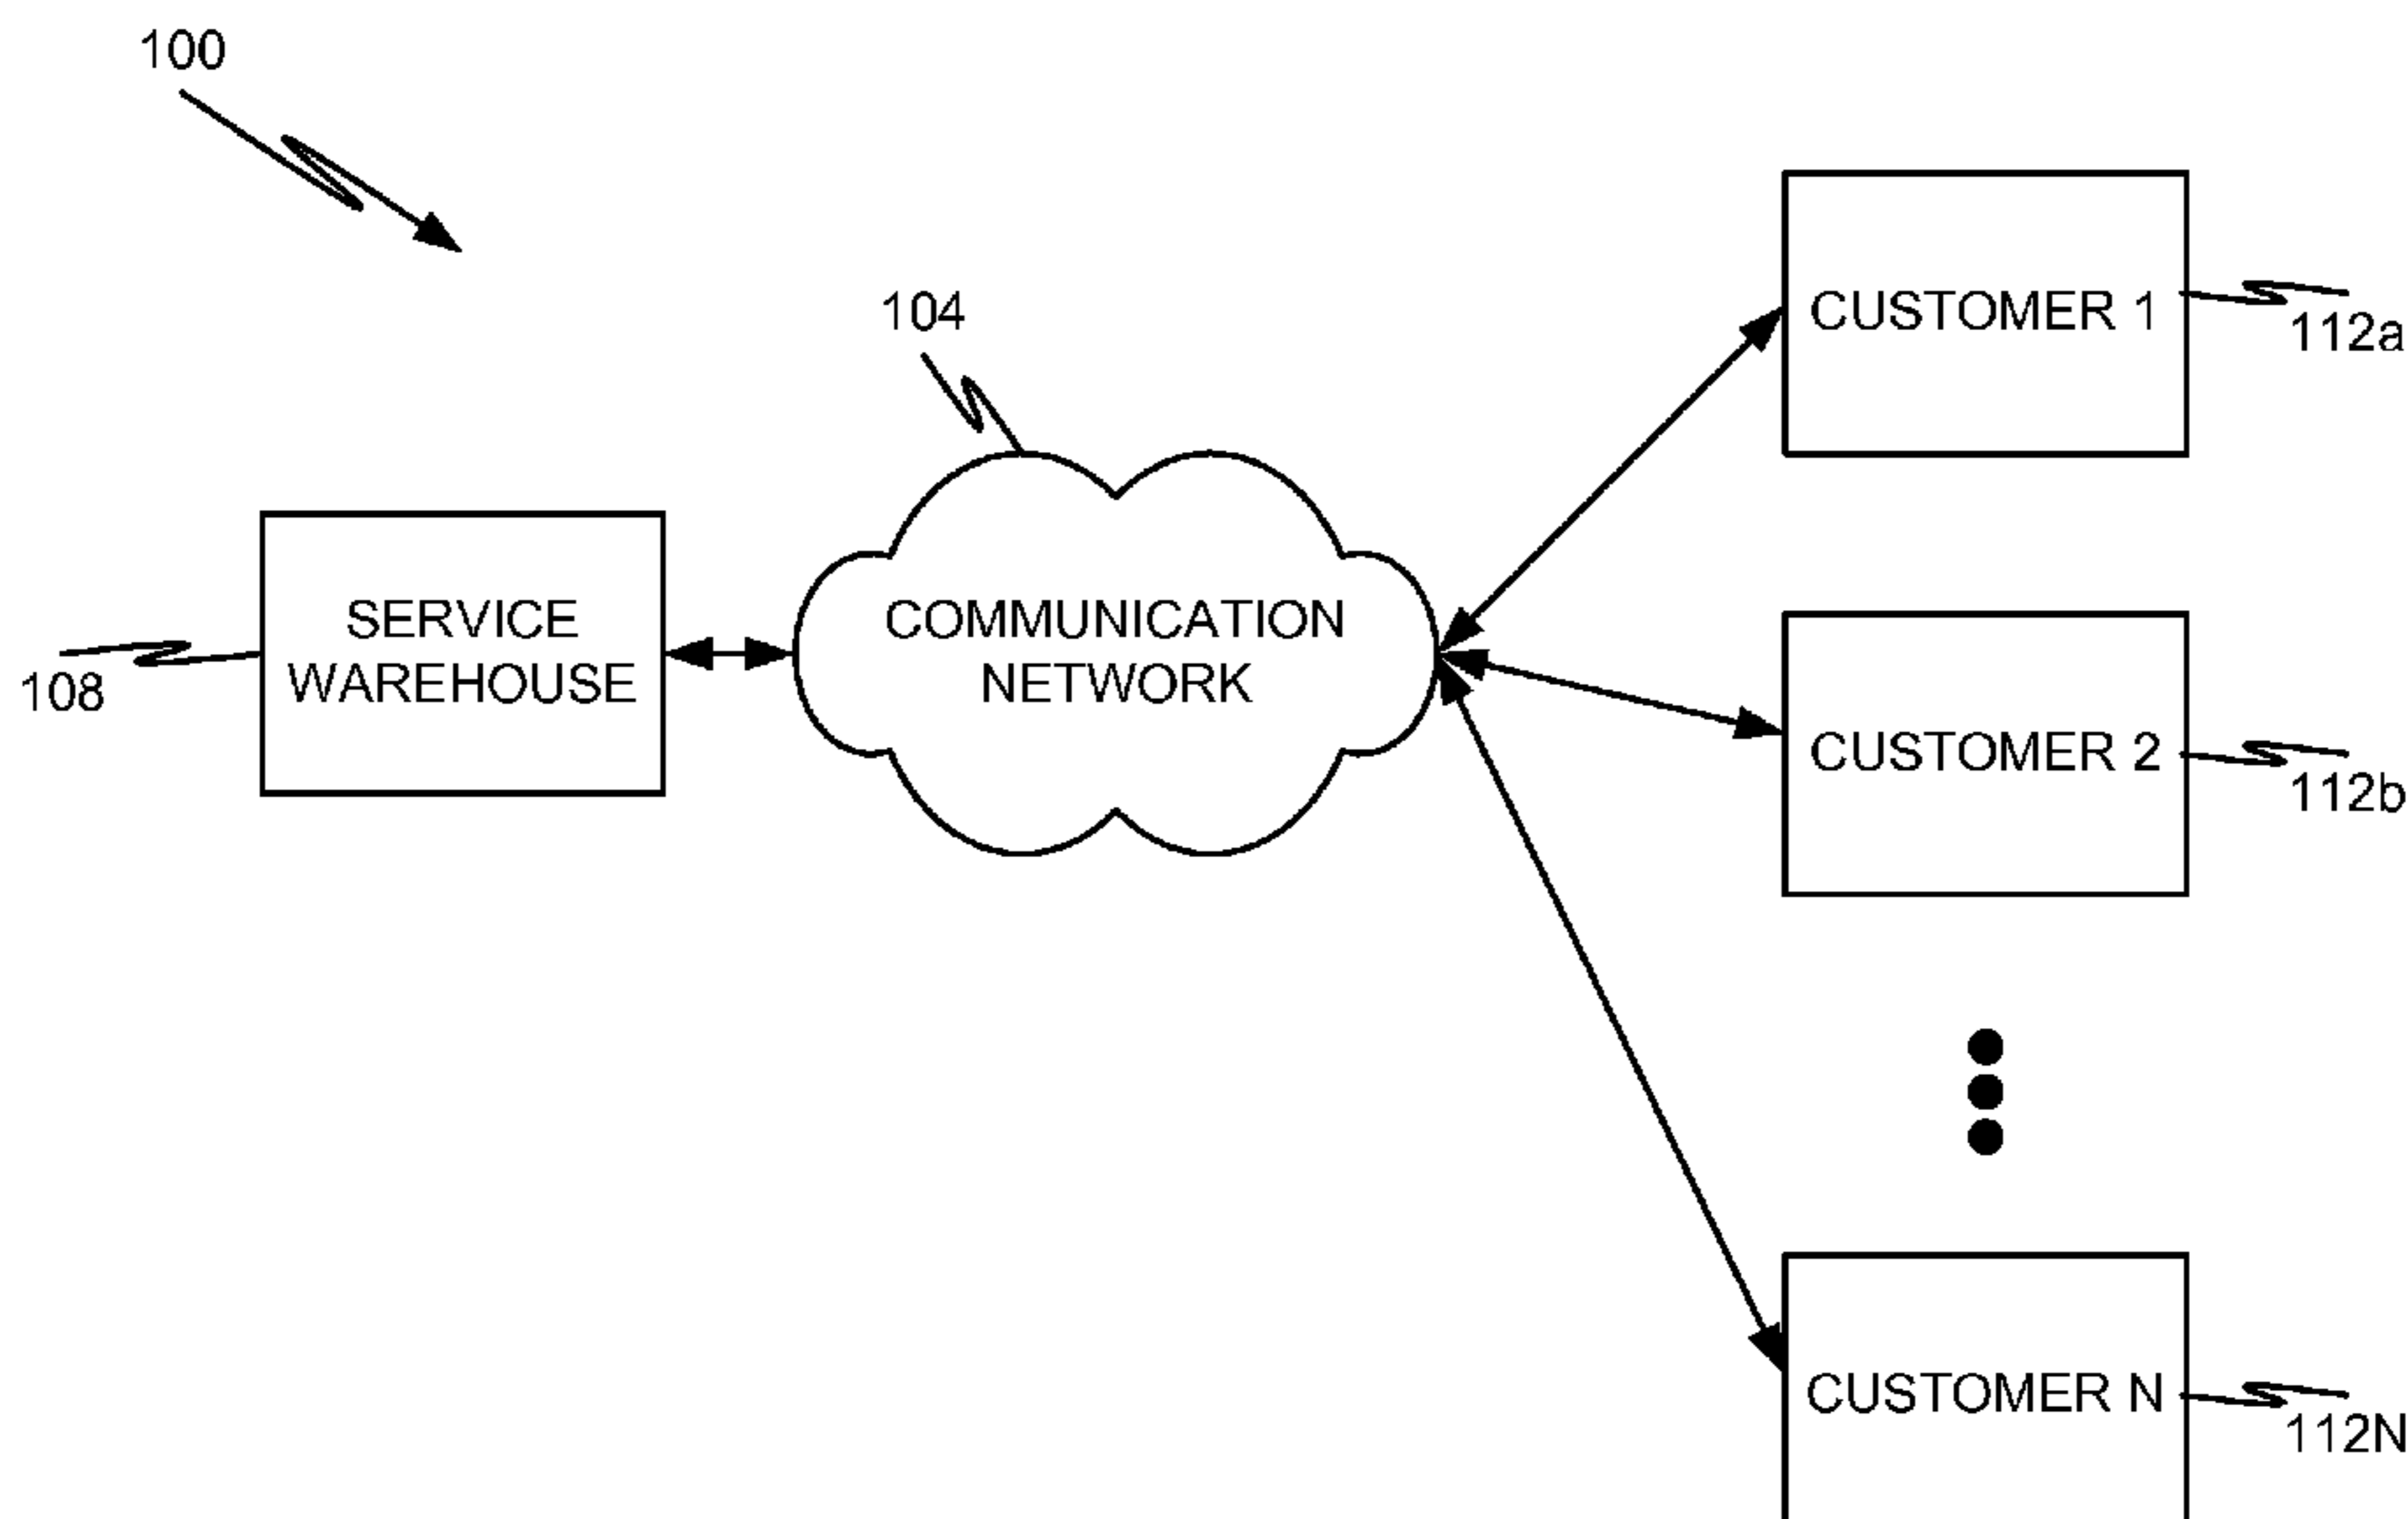 100
104
CUSTOMER 1
112a
SERVICE
WAREHOUSE
108
COMMUNICATION
NETWORK
CUSTOMER 2
112b
CUSTOMER N
112N